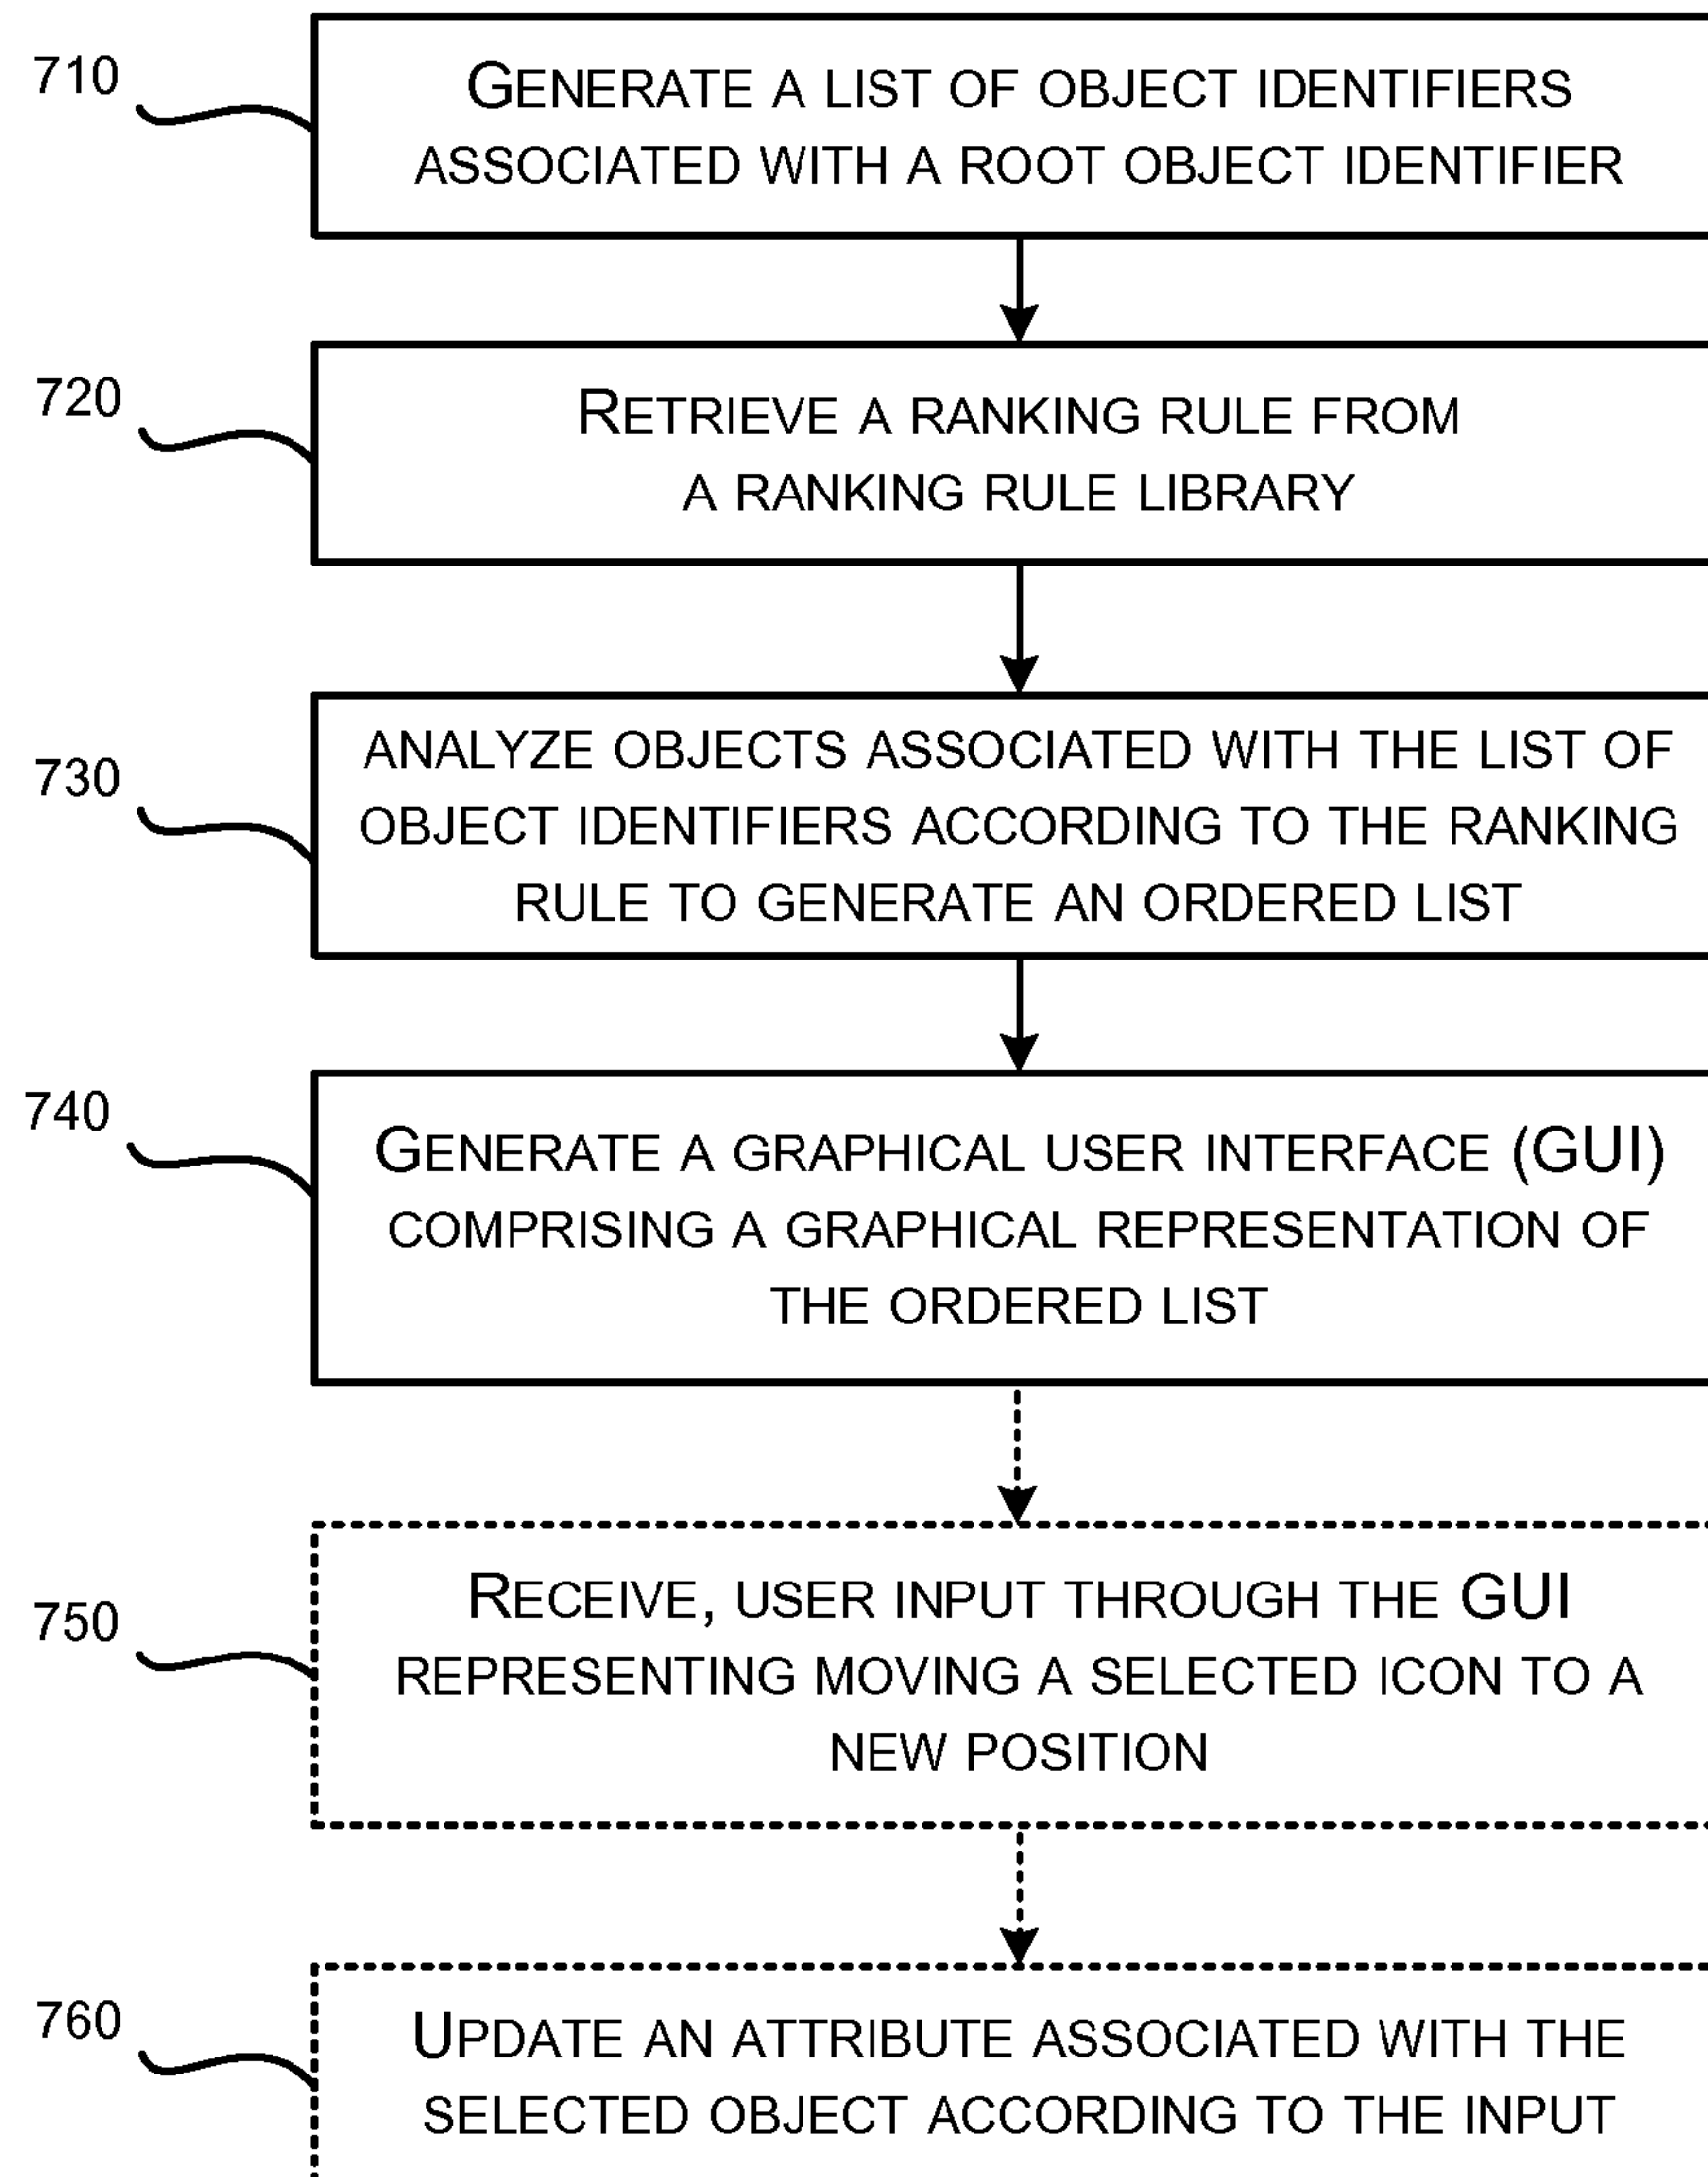 710
GENERATE A LIST OF OBJECT IDENTIFIERS
ASSOCIATED WITH A ROOT OBJECT IDENTIFIER
720
RETRIEVE A RANKING RULE FROM
A RANKING RULE LIBRARY
730
ANALYZE OBJECTS ASSOCIATED WITH THE LIST OF
OBJECT IDENTIFIERS ACCORDING TO THE RANKING
RULE TO GENERATE AN ORDERED LIST
740
GENERATE A GRAPHICAL USER INTERFACE (GUI)
COMPRISING A GRAPHICAL REPRESENTATION OF
THE ORDERED LIST
750
RECEIVE, USER INPUT THROUGH THE GUI
REPRESENTING MOVING A SELECTED ICON TO A
NEW POSITION
760
UPDATE AN ATTRIBUTE ASSOCIATED WITH THE
SELECTED OBJECT ACCORDING TO THE INPUT